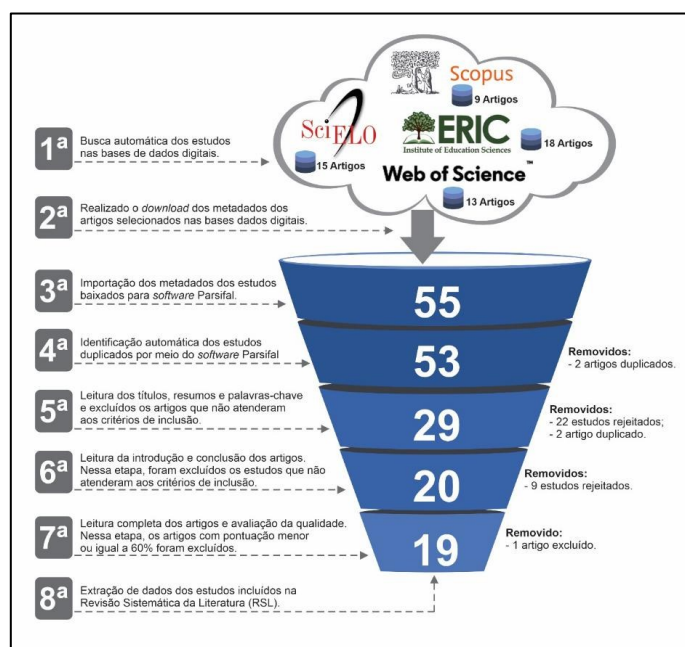 Scopus
9 Artigos
SciELO
ERIC
Institute of Education Sciences
18 Artigos
15 Artigos
Web of Science™
13 Artigos
1ª
Busca automática dos estudos
nas bases de dados digitais.
2ª
Realizado o download dos metadados dos
artigos selecionados nas bases dados digitais.
3ª
Importação dos metadados dos estudos
baixados para software Parsifal.
55
4ª
Identificação automática dos estudos
duplicados por meio do software Parsifal
53
Removidos:
- 2 artigos duplicados.
5ª
Leitura dos títulos, resumos e palavras-chave
e excluídos os artigos que não atenderam
aos critérios de inclusão.
29
Removidos:
- 22 estudos rejeitados;
- 2 artigo duplicado.
6ª
Leitura da introdução e conclusão dos artigos.
Nessa etapa, foram excluídos os estudos que não
atenderam aos critérios de inclusão.
20
Removidos:
- 9 estudos rejeitados.
7ª
Leitura completa dos artigos e avaliação da qualidade.
Nessa etapa, os artigos com pontuação menor
ou igual a 60% foram excluídos.
19
Removido:
- 1 artigo excluído.
8ª
Extração de dados dos estudos incluídos na
Revisão Sistemática da Literatura (RSL).